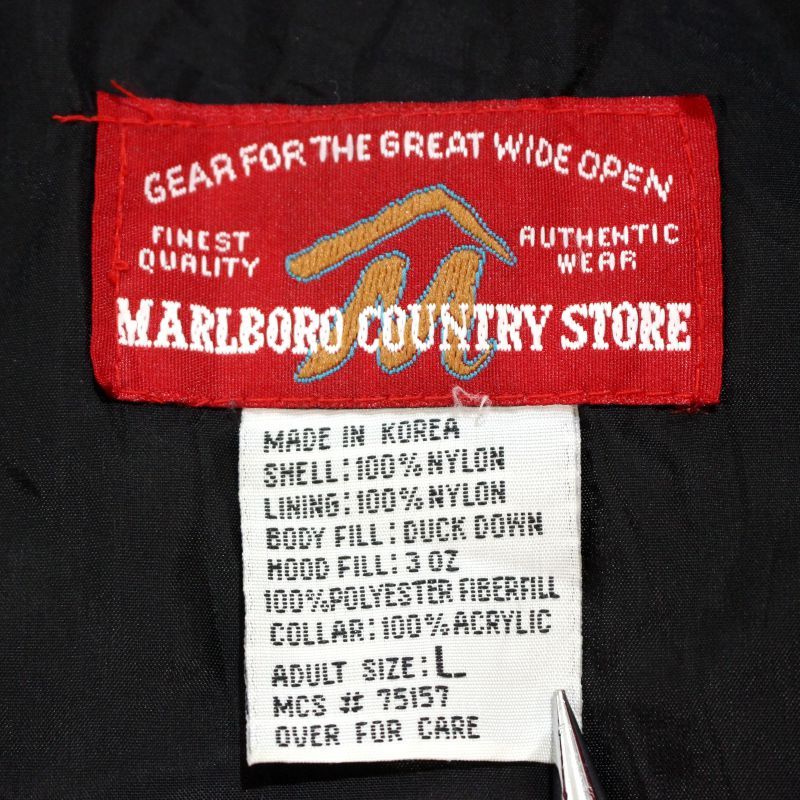 GEAR FOR THE GREAT WIDE OPEN
FINEST QUALITY
AUTHENTIC WEAR
MARLBORO COUNTRY STORE
MADE IN KOREA
SHELL: 100% NYLON
LINING: 100% NYLON
BODY FILL: DUCK DOWN
HOOD FILL: 3 OZ
100% POLYESTER FIBERFILL
COLLAR: 100% ACRYLIC
ADULT SIZE: L
MCS # 75157
OVER FOR CARE